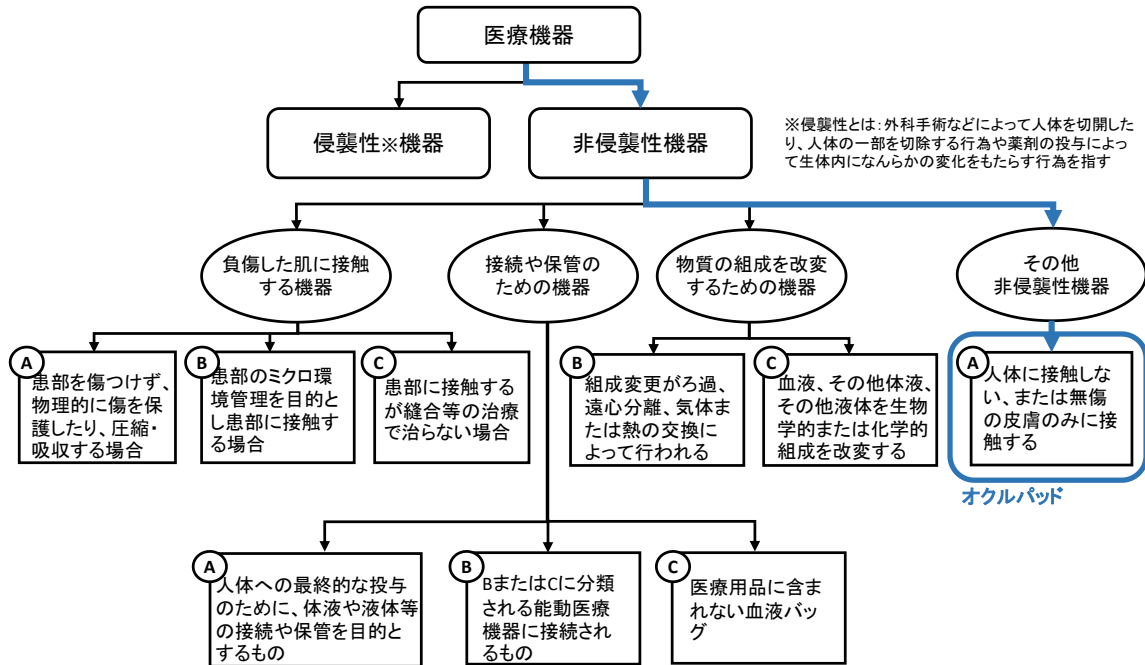 医療機器
侵襲性※機器
非侵襲性機器
※侵襲性とは：外科手術などによって人体を切開した
り、人体の一部を切除する行為や薬剤の投与によっ
て生体内になんらかの変化をもたらす行為を指す
負傷した肌に接触
する機器
接続や保管の
ための機器
物質の組成を改変
するための機器
その他
非侵襲性機器
A
患部を傷つけず、
物理的に傷を保
護したり、圧縮・
吸収する場合
B
患部のミクロ環
境管理を目的と
し患部に接触す
る場合
C
患部に接触する
が縫合等の治療
で治らない場合
B
組成変更がろ過、
遠心分離、気体ま
たは熱の交換に
よって行われる
C
血液、その他体液、
その他液体を生物
学的または化学的
組成を改変する
A
人体に接触しな
い、または無傷
の皮膚のみに接
触する
オクルパッド
A
人体への最終的な投与
のために、体液や液体等
の接続や保管を目的と
するもの
B
BまたはCに分類
される能動医療
機器に接続され
るもの
C
医療用品に含ま
れない血液バッ
グ